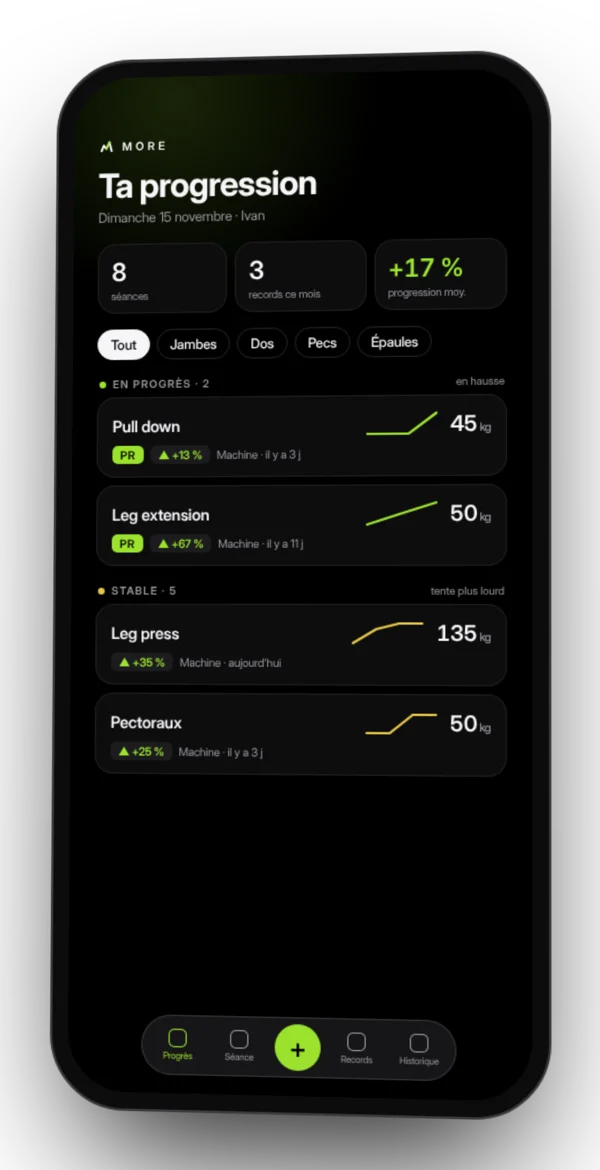 MORE
Ta progression
Dimanche 15 novembre · Ivan
8
séances
3
records ce mois
+17 %
progression moy.
Tout
Jambes
Dos
Pecs
Épaules
EN PROGRÈS · 2
en hausse
Pull down
45 kg
PR ▲ +13 % Machine · il y a 3 j
Leg extension
50 kg
PR ▲ +67 % Machine · il y a 11 j
STABLE · 5
tente plus lourd
Leg press
135 kg
▲ +35 % Machine · aujourd'hui
Pectoraux
50 kg
▲ +25 % Machine · il y a 3 j
Progrès
Séance
+
Records
Historique